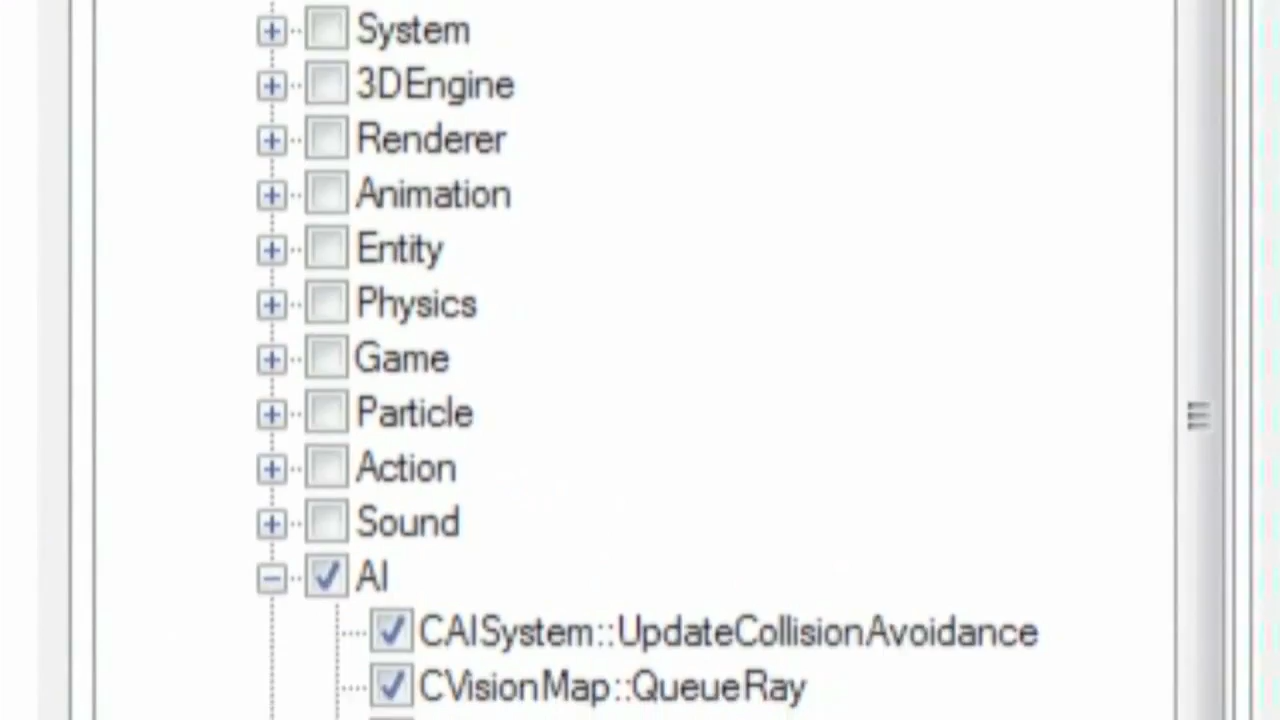 System
3DEngine
Renderer
Animation
Entity
Physics
Game
Particle
Action
Sound
AI
CAISystem::UpdateCollisionAvoidance
CVisionMap::QueueRay